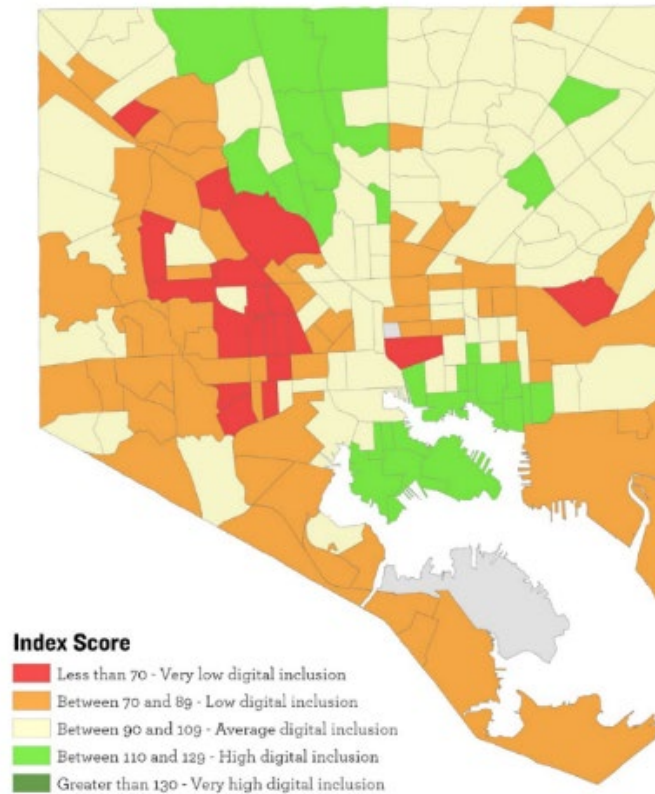 Index Score
Less than 70 - Very low digital inclusion
Between 70 and 89 - Low digital inclusion
Between 90 and 109 - Average digital inclusion
Between 110 and 129 - High digital inclusion
Greater than 130 - Very high digital inclusion